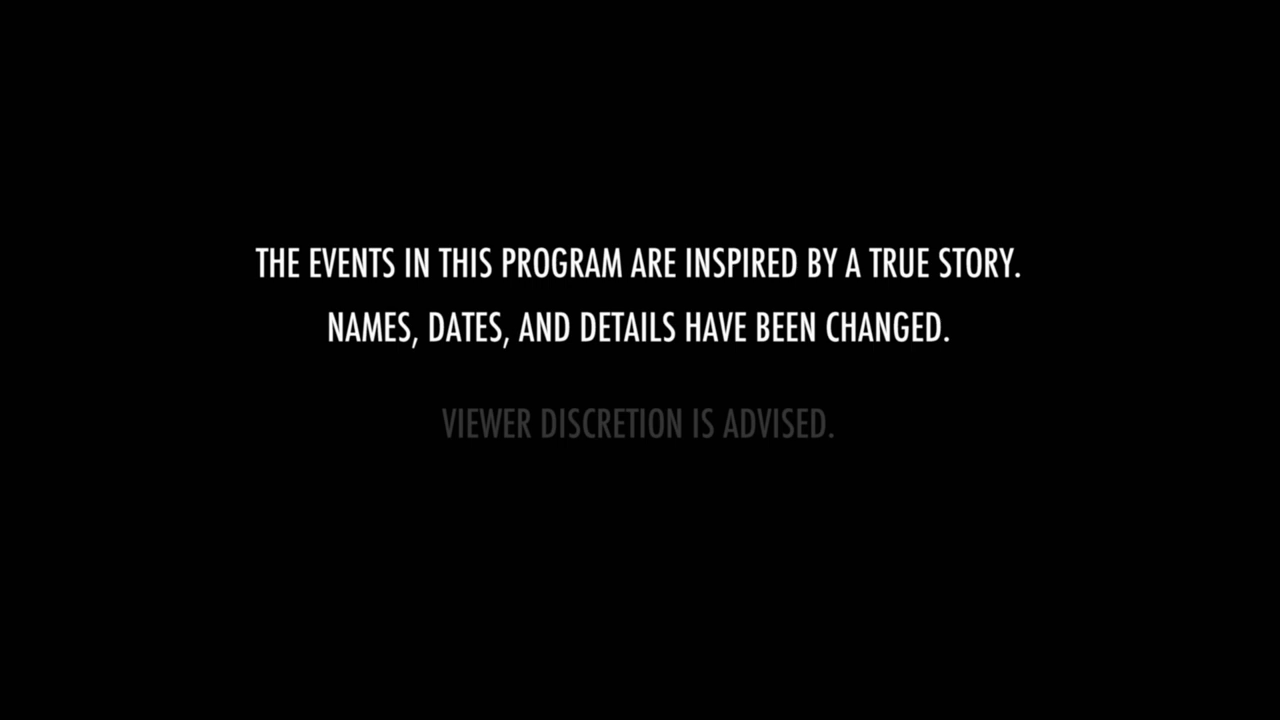 THE EVENTS IN THIS PROGRAM ARE INSPIRED BY A TRUE STORY.
NAMES, DATES, AND DETAILS HAVE BEEN CHANGED.
VIEWER DISCRETION IS ADVISED.